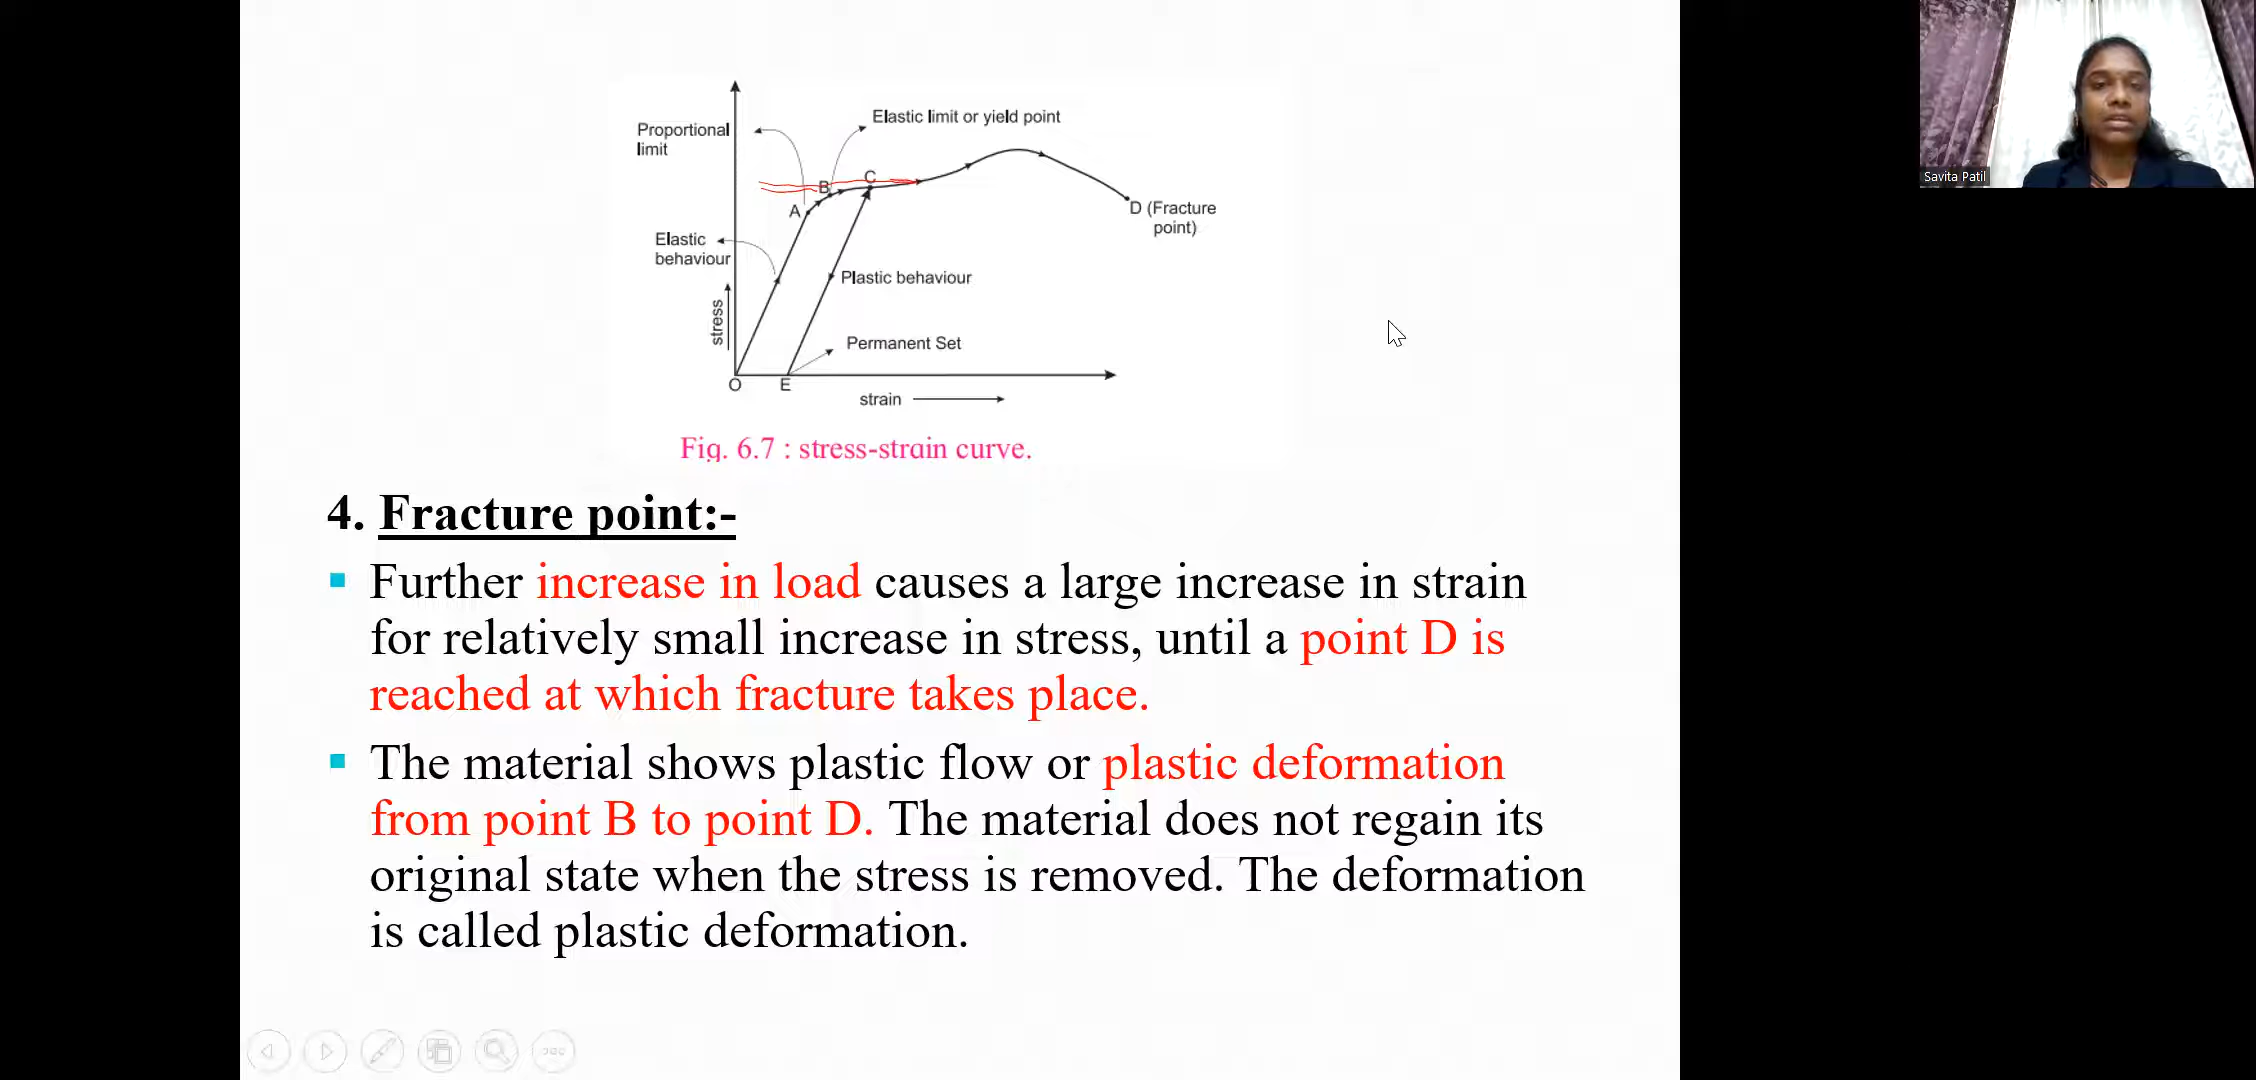 Savita Patil
Elastic limit or yield point
Proportional
limit
B
C
A
D (Fracture
point)
Elastic
behaviour
Plastic behaviour
stress
Permanent Set
O
E
strain
Fig. 6.7 : stress-strain curve.
4. Fracture point:-
Further increase in load causes a large increase in strain
for relatively small increase in stress, until a point D is
reached at which fracture takes place.
The material shows plastic flow or plastic deformation
from point B to point D. The material does not regain its
original state when the stress is removed. The deformation
is called plastic deformation.